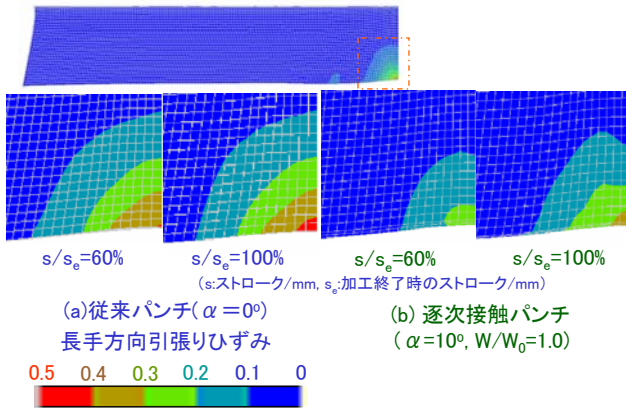 s/se=60%
s/se=100%
s/se=60%
s/se=100%
(s:ストローク/mm, se:加工終了時のストローク/mm)
(a)従来パンチ(α=0º)
長手方向引張りひずみ
(b) 逐次接触パンチ
(α=10º, W/W0=1.0)
0.5 0.4 0.3 0.2 0.1 0